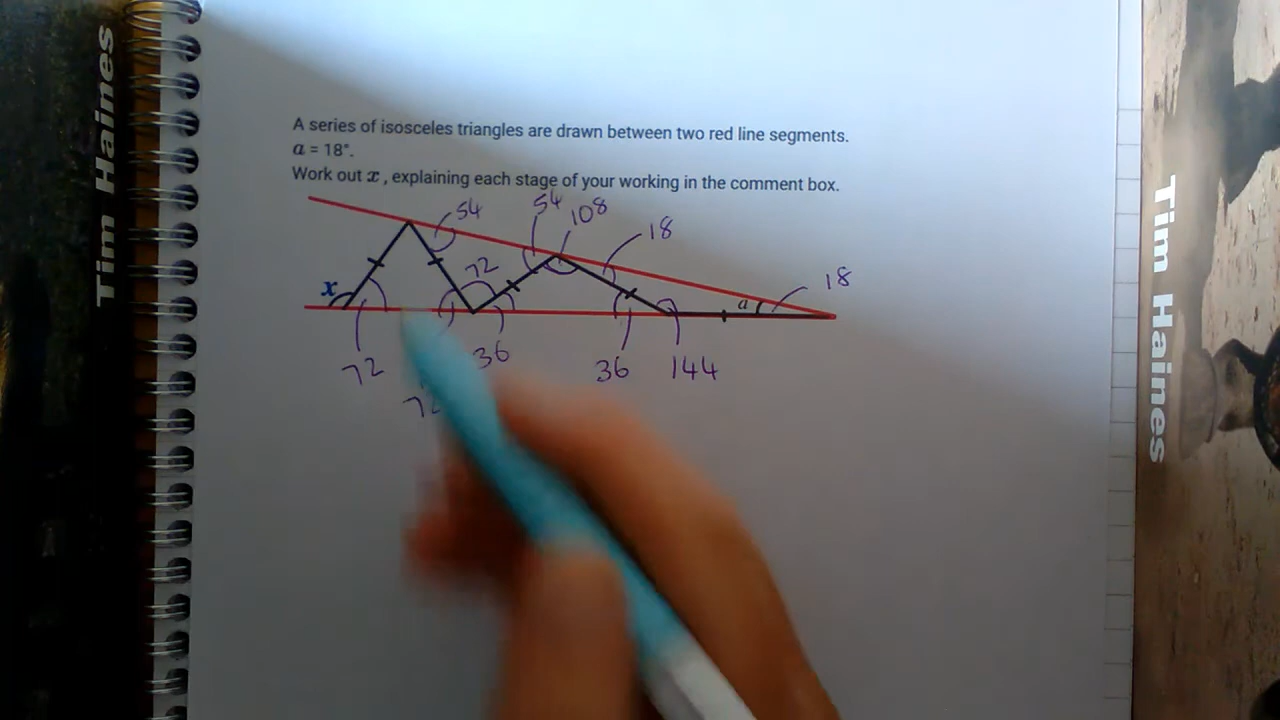 A series of isosceles triangles are drawn between two red line segments.
a = 18°.
Work out x, explaining each stage of your working in the comment box.
54
54
108
18
72
18
x
a
72
36
36
144
Tim Haines
Tim Haines